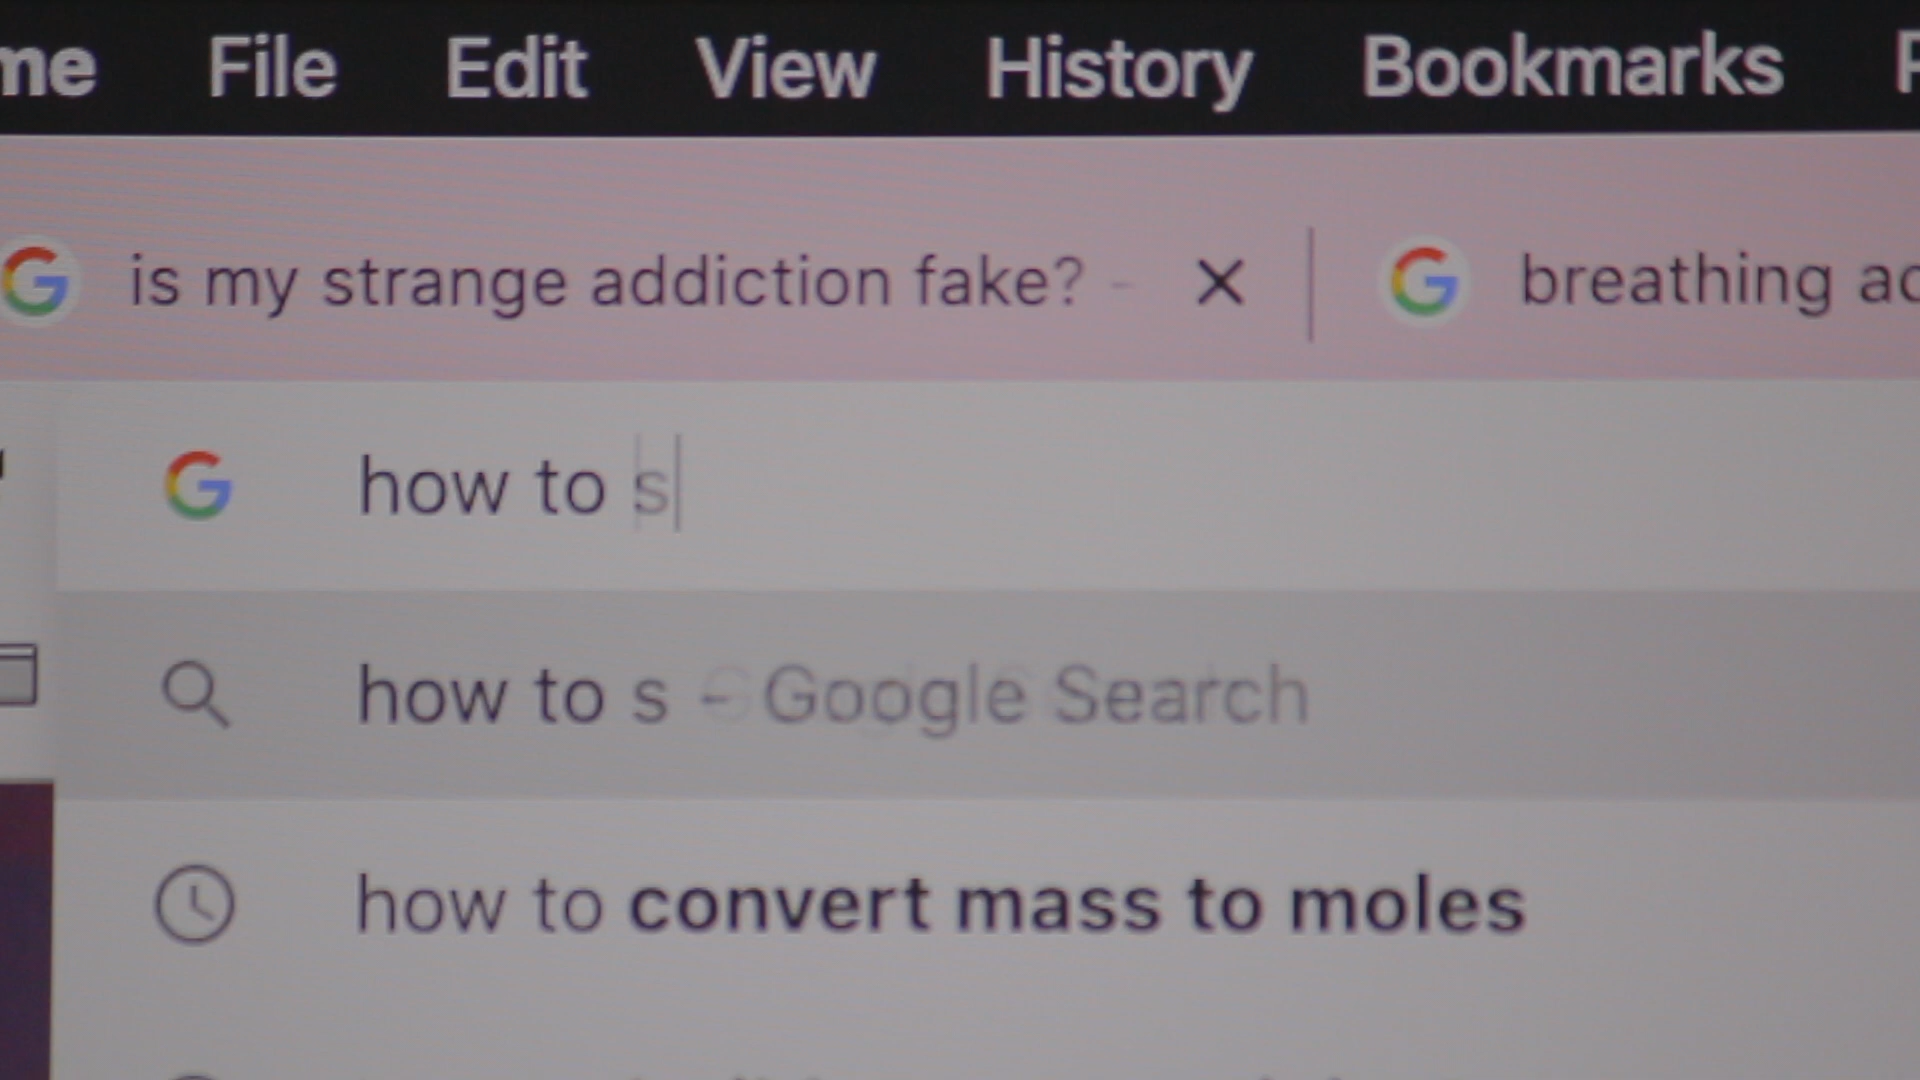 me File Edit View History Bookmarks
is my strange addiction fake? - breathing
how to s
how to s - Google Search
how to convert mass to moles